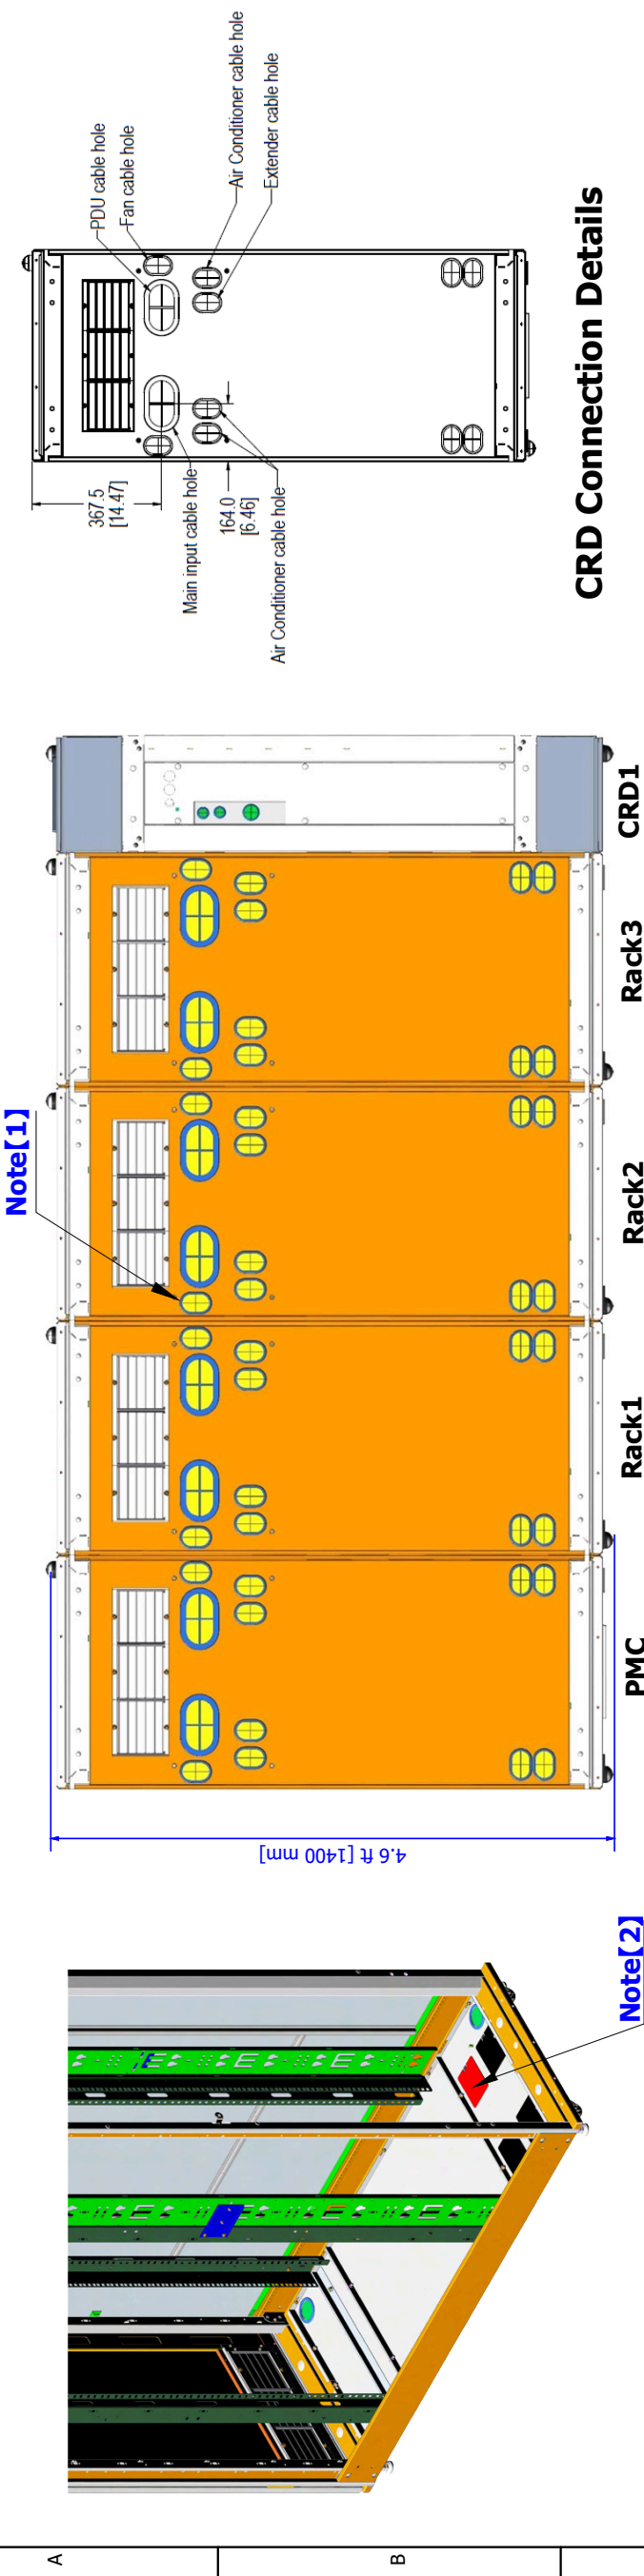 PDU cable hole
Fan cable hole
Air Conditioner cable hole
Extender cable hole
367.5
[14.47]
Main input cable hole
164.0
[6.46]
Air Conditioner cable hole
CRD Connection Details
Note[1]
4.6 ft [1400 mm]
PMC
Rack1
Rack2
Rack3
CRD1
Note[2]
A
B